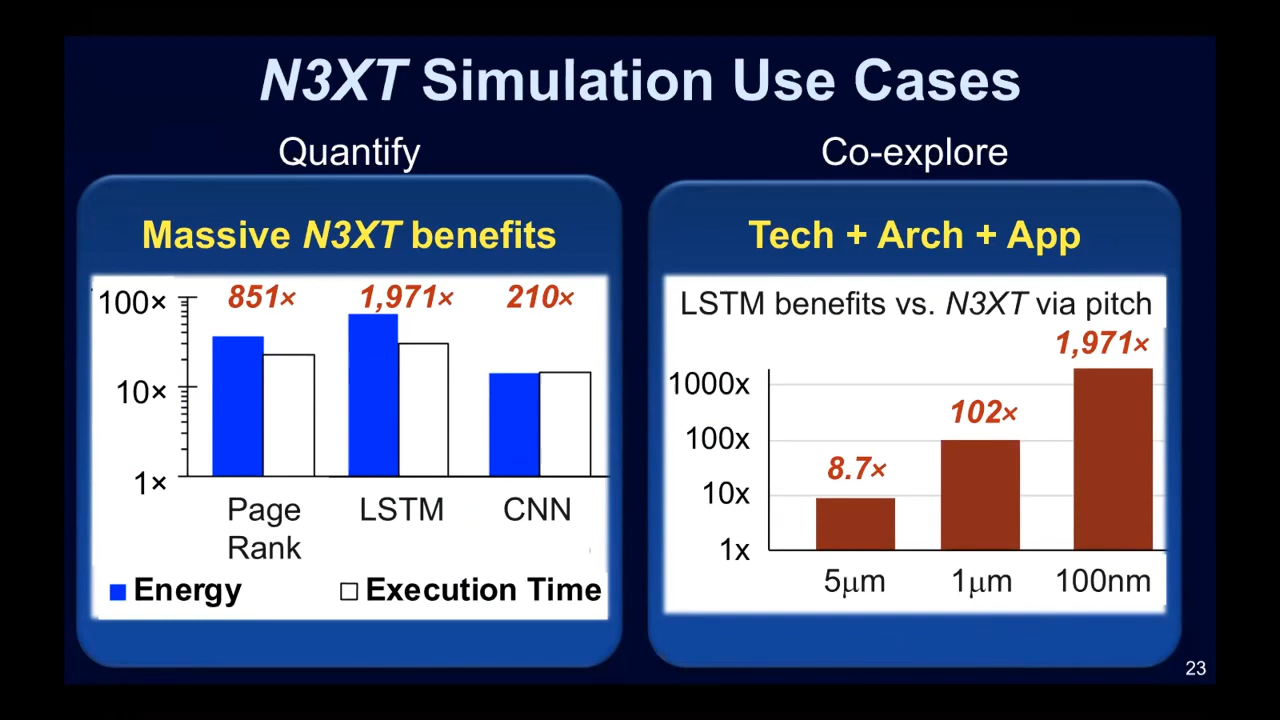 N3XT Simulation Use Cases
Quantify
Massive N3XT benefits
100×
10×
1×
851×
1,971×
210×
Page
Rank
LSTM
CNN
Energy
Execution Time
Co-explore
Tech + Arch + App
LSTM benefits vs. N3XT via pitch
1000x
100x
10x
1x
8.7×
102×
1,971×
5μm
1μm
100nm
23